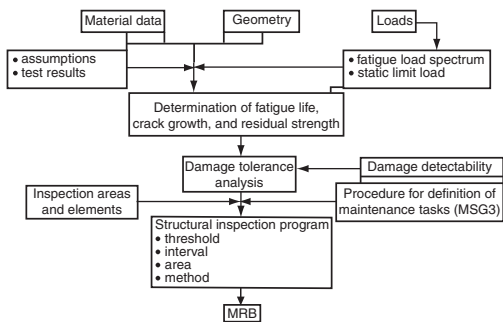 Material data
Geometry
Loads
• assumptions
• test results
• fatigue load spectrum
• static limit load
Determination of fatigue life,
crack growth, and residual strength
Damage tolerance
analysis
Damage detectability
Inspection areas
and elements
Procedure for definition of
maintenance tasks (MSG3)
Structural inspection program
• threshold
• interval
• area
• method
MRB